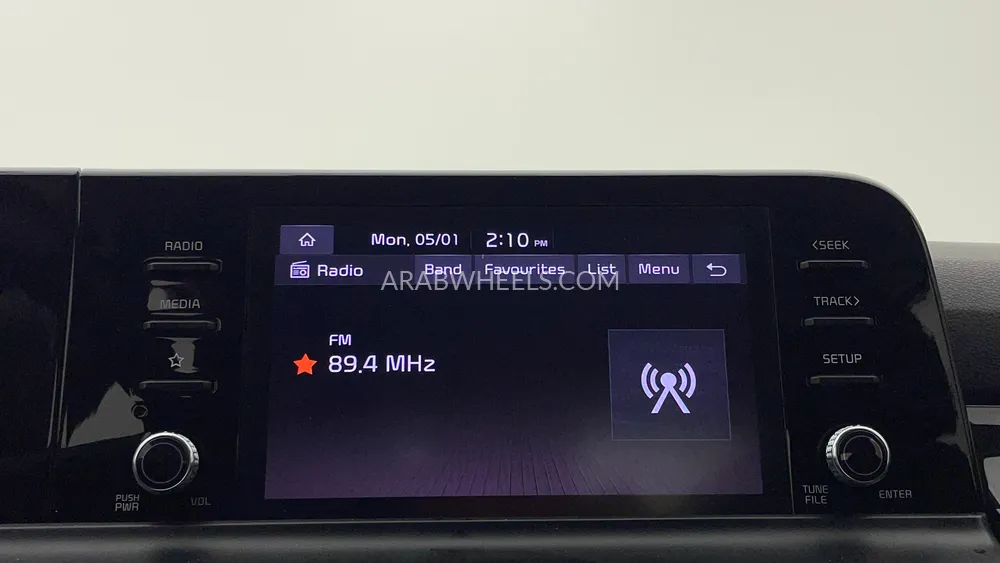 RADIO
MEDIA
PUSH
PWR
VOL
Mon, 05/01 2:10 PM
Radio Band Favourites List Menu
ARABWHEELS.COM
FM
89.4 MHz
<SEEK
TRACK>
SETUP
TUNE
FILE
ENTER